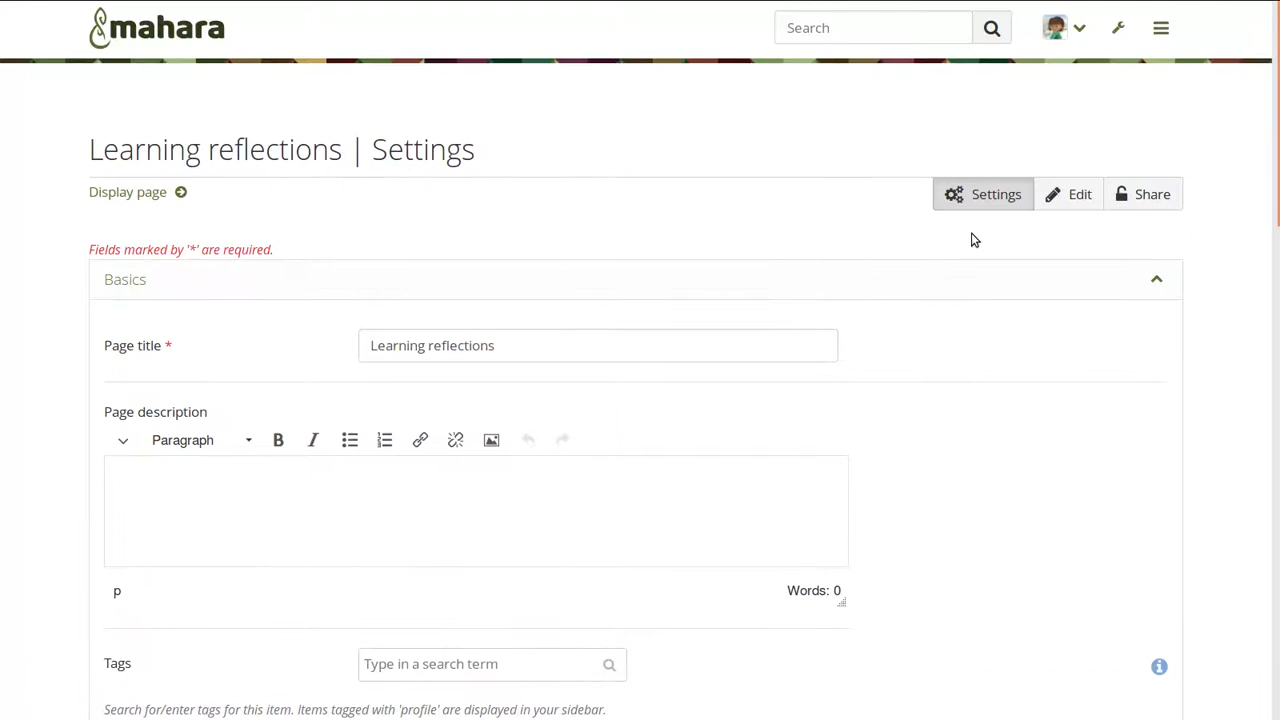 mahara
Search
Learning reflections | Settings
Display page
Settings
Edit
Share
Fields marked by '*' are required.
Basics
Page title *
Learning reflections
Page description
Paragraph
B
I
p
Words: 0
Tags
Type in a search term
Search for/enter tags for this item. Items tagged with 'profile' are displayed in your sidebar.